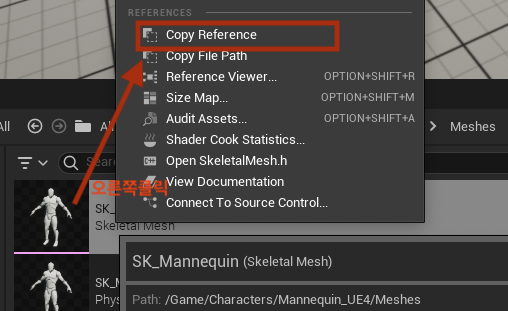 REFERENCES
Copy Reference
Copy File Path
Reference Viewer... OPTION+SHIFT+R
Size Map... OPTION+SHIFT+M
Audit Assets... OPTION+SHIFT+A
Shader Cook Statistics...
Open SkeletalMesh.h
View Documentation
Connect To Source Control...
All
Meshes
오른쪽클릭
SK_
Skeletal Mesh
SK_Mannequin (Skeletal Mesh)
Path: /Game/Characters/Mannequin_UE4/Meshes
SK_M
Phys